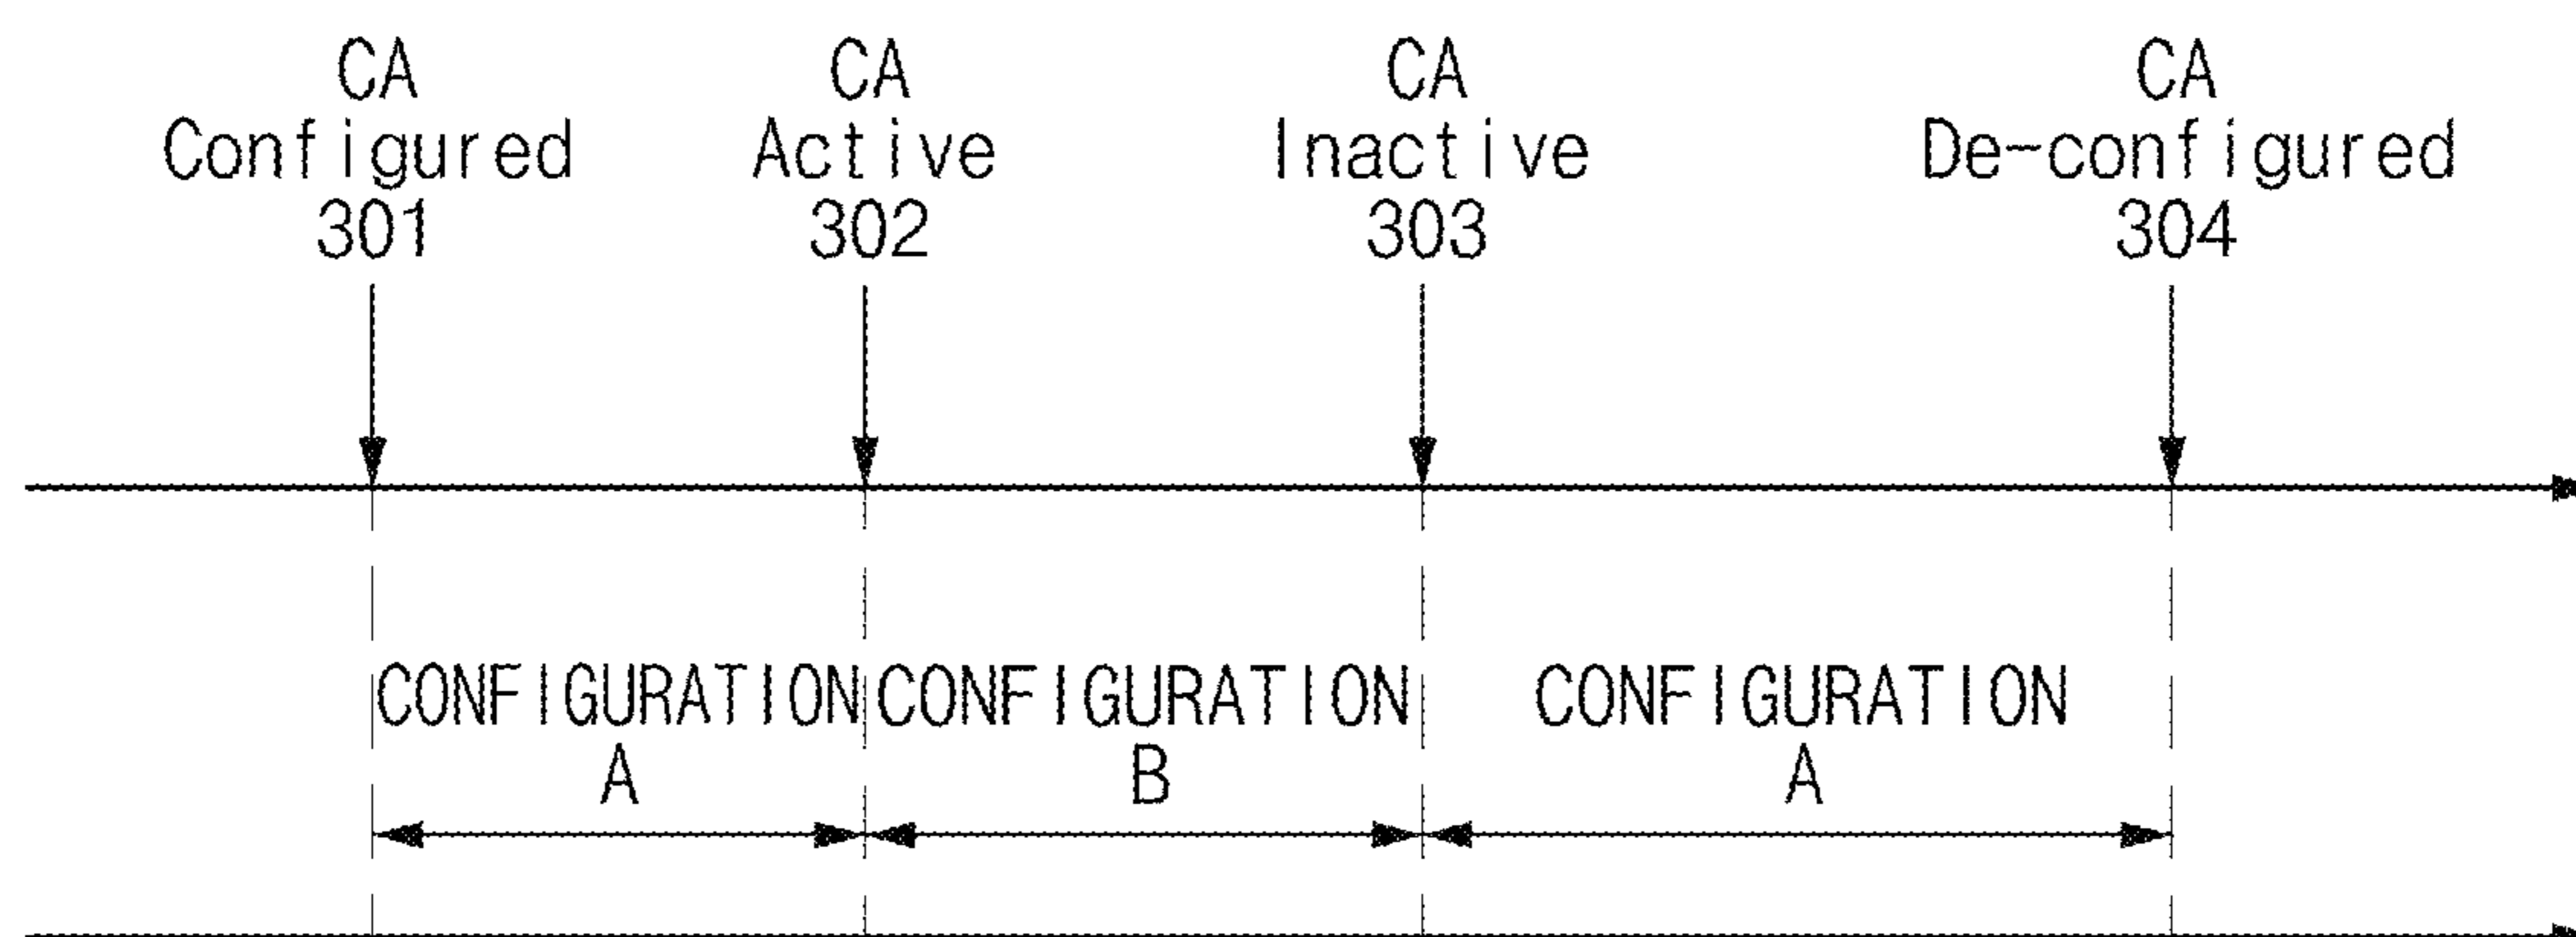 CA
Configured
301
CA
Active
302
CA
Inactive
303
CA
De-configured
304
CONFIGURATION
A
CONFIGURATION
B
CONFIGURATION
A